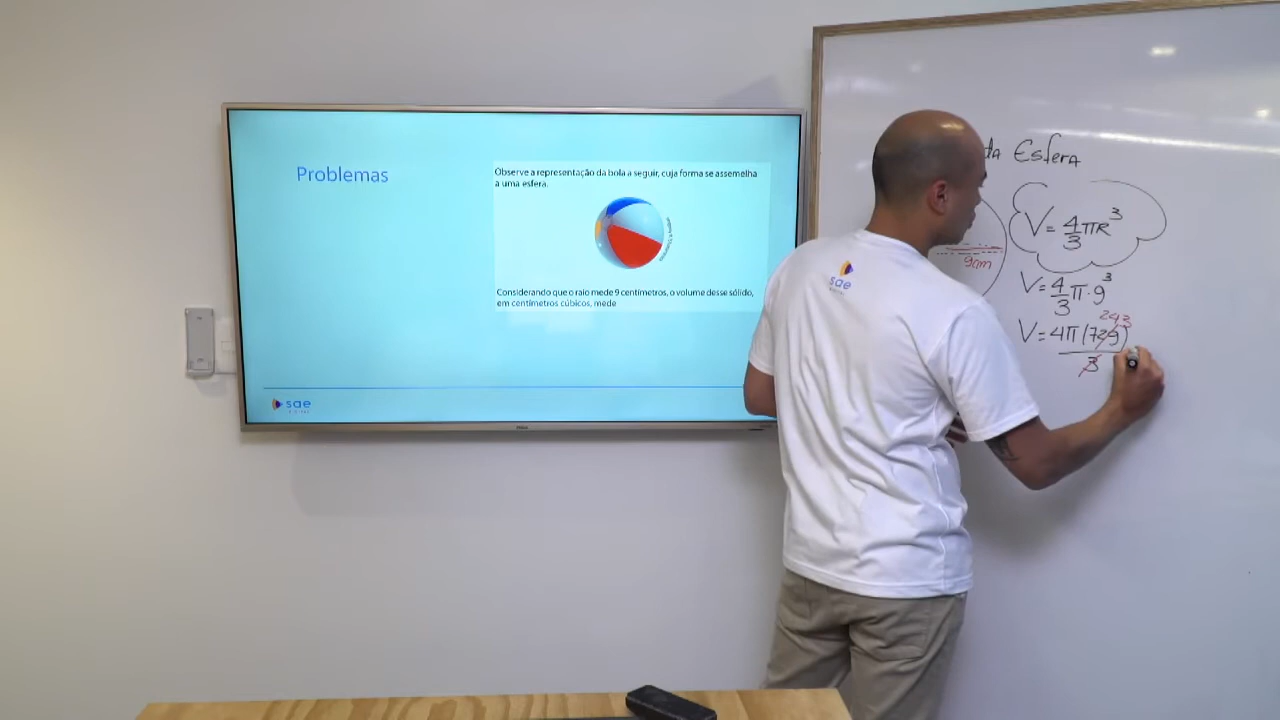 Problemas
Observe a representação da bola a seguir, cuja forma se assemelha
a uma esfera.
Considerando que o raio mede 9 centímetros, o volume desse sólido,
em centímetros cúbicos, mede
sae
da Esfera
V = 4/3 πR³
9cm
V = 4/3 π · 9³
243
V = 4π (729)
3
sae